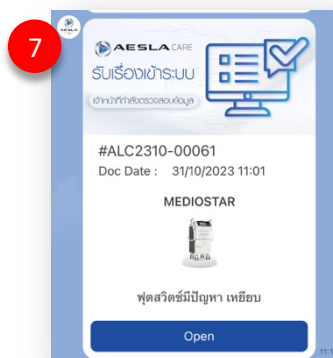 7
AESLA CARE
รับเรื่องเข้าระบบ
เจ้าหน้าที่กำลังตรวจสอบข้อมูล
#ALC2310-00061
Doc Date : 31/10/2023 11:01
MEDIOSTAR
ฟุตสวิตช์มีปัญหา เหยียบ
Open